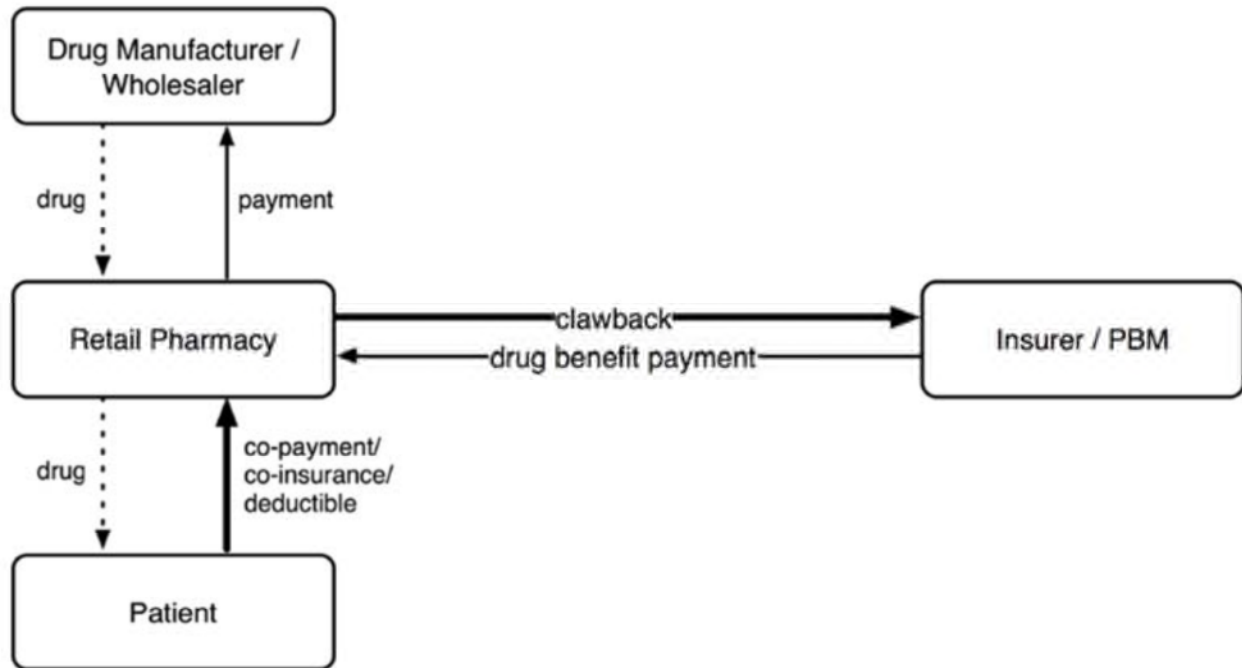 Drug Manufacturer /
Wholesaler
drug
payment
Retail Pharmacy
clawback
drug benefit payment
Insurer / PBM
drug
co-payment/
co-insurance/
deductible
Patient